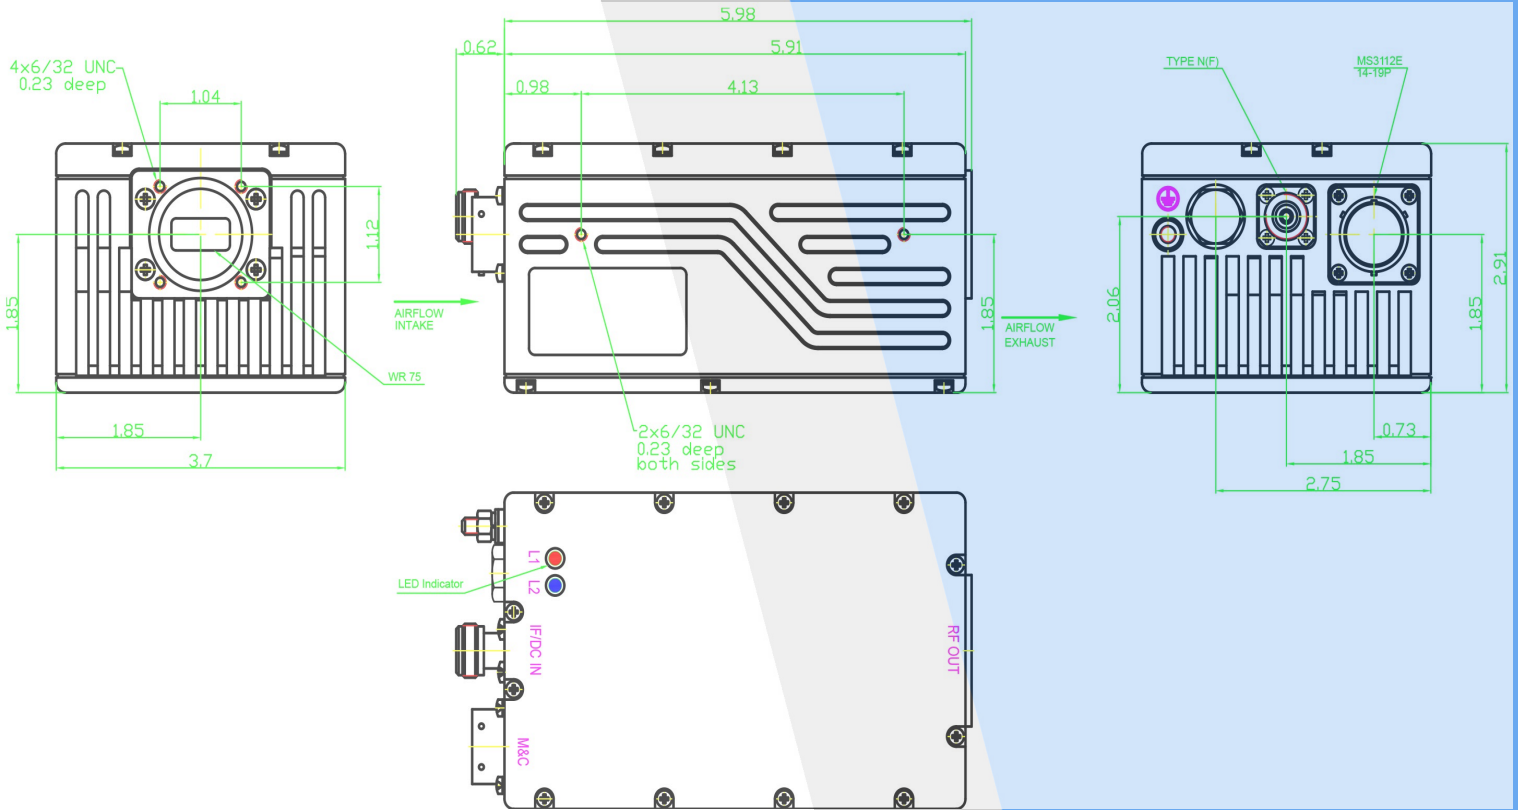 4x6/32 UNC
0.23 deep
1.04
1.12
1.85
1.85
3.7
WR 75
AIRFLOW
INTAKE
5.98
0.62
5.91
0.98
4.13
1.85
2x6/32 UNC
0.23 deep
both sides
AIRFLOW
EXHAUST
TYPE N(F)
MS3112E
14-19P
2.06
1.85
2.91
0.73
1.85
2.75
LED Indicator
L1
L2
IF/DC IN
M&C
RF OUT